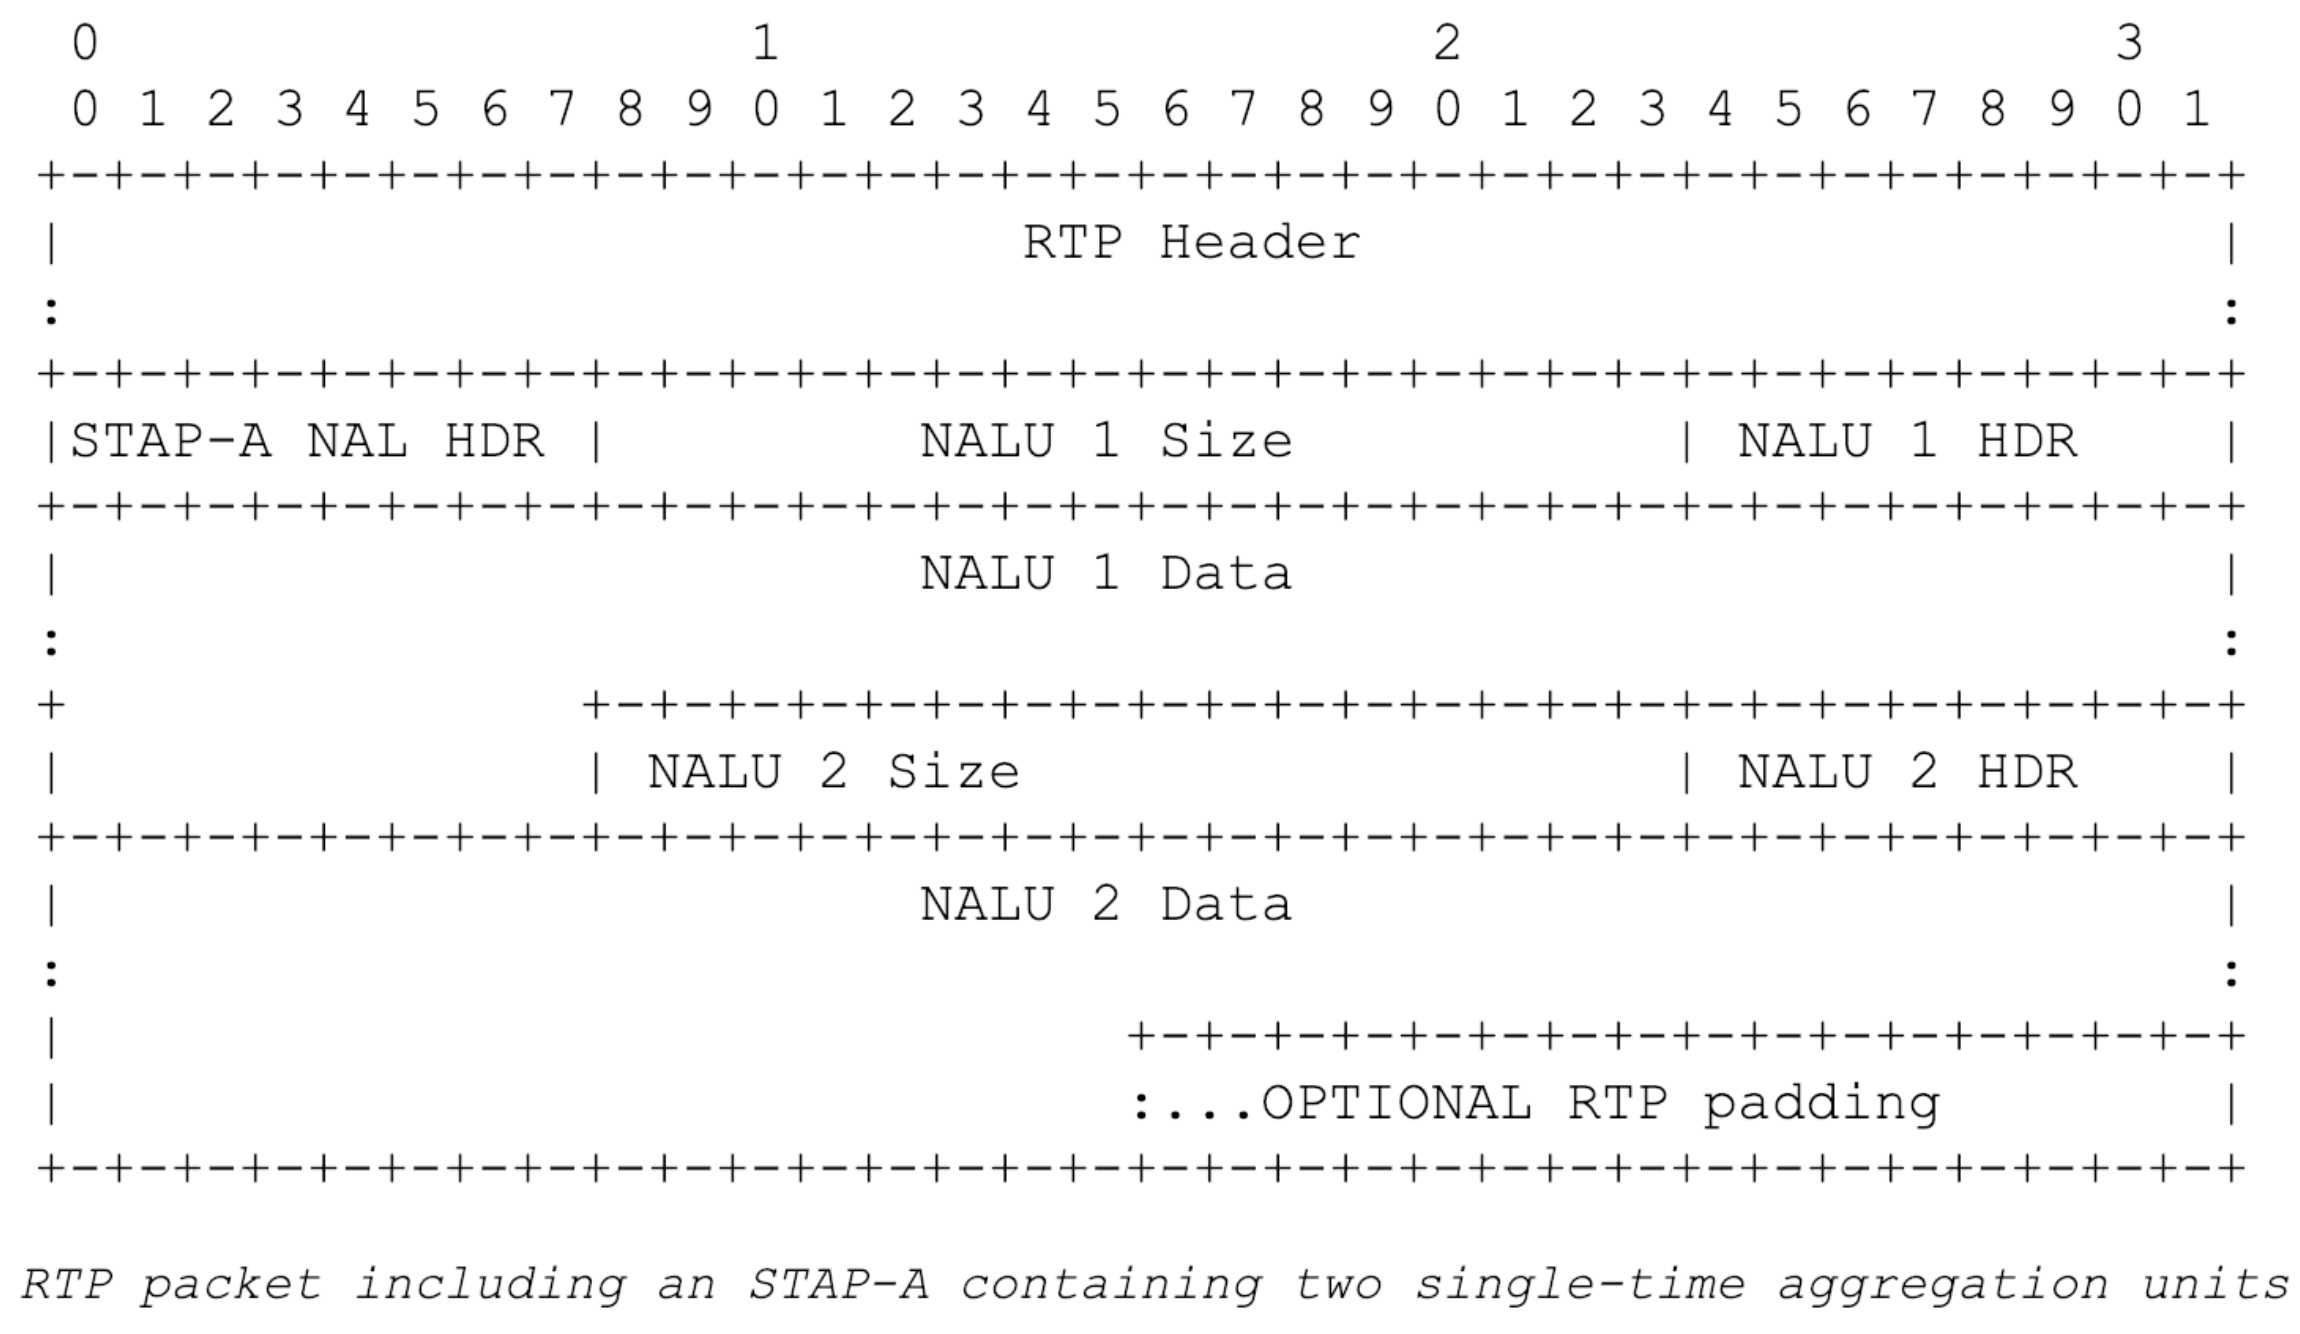 0                   1                   2                   3
 0 1 2 3 4 5 6 7 8 9 0 1 2 3 4 5 6 7 8 9 0 1 2 3 4 5 6 7 8 9 0 1
+-+-+-+-+-+-+-+-+-+-+-+-+-+-+-+-+-+-+-+-+-+-+-+-+-+-+-+-+-+-+-+-+
|                            RTP Header                         |
:                                                               :
+-+-+-+-+-+-+-+-+-+-+-+-+-+-+-+-+-+-+-+-+-+-+-+-+-+-+-+-+-+-+-+-+
|STAP-A NAL HDR |         NALU 1 Size           | NALU 1 HDR    |
+-+-+-+-+-+-+-+-+-+-+-+-+-+-+-+-+-+-+-+-+-+-+-+-+-+-+-+-+-+-+-+-+
|                         NALU 1 Data                           |
:                                                               :
+               +-+-+-+-+-+-+-+-+-+-+-+-+-+-+-+-+-+-+-+-+-+-+-+-+
|               | NALU 2 Size                   | NALU 2 HDR    |
+-+-+-+-+-+-+-+-+-+-+-+-+-+-+-+-+-+-+-+-+-+-+-+-+-+-+-+-+-+-+-+-+
|                         NALU 2 Data                           |
:                                                               :
|                               +-+-+-+-+-+-+-+-+-+-+-+-+-+-+-+-+
|                               :...OPTIONAL RTP padding        |
+-+-+-+-+-+-+-+-+-+-+-+-+-+-+-+-+-+-+-+-+-+-+-+-+-+-+-+-+-+-+-+-+
RTP packet including an STAP-A containing two single-time aggregation units